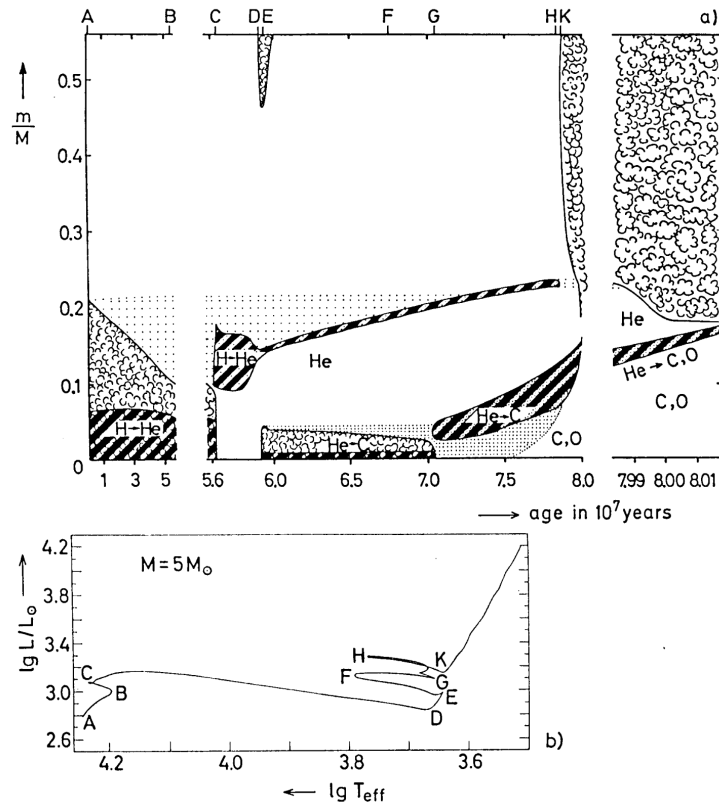 A B C D E F G H K a)
0.5
m/M
0.4
0.3
0.2
0.1
0
H→He
H→He
He
He→C
He→C
C,O
He
He→C,O
C,O
1 3 5 5.6 6.0 6.5 7.0 7.5 8.0 7.99 8.00 8.01
→ age in 10⁷ years
4.2
3.8
3.4
3.0
2.6
lg L/L☉
M = 5M☉
H
K
F
G
E
D
C
B
A
b)
4.2 4.0 3.8 3.6
← lg Teff